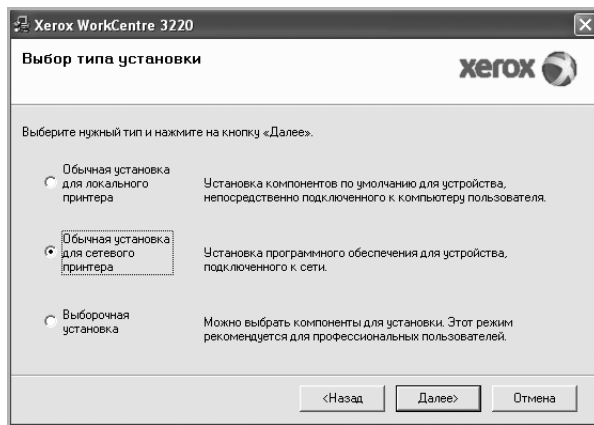 Xerox WorkCentre 3220
Выбор типа установки
xerox
Выберите нужный тип и нажмите на кнопку «Далее».
Обычная установка
для локального
принтера
Установка компонентов по умолчанию для устройства,
непосредственно подключенного к компьютеру пользователя.
Обычная установка
для сетевого
принтера
Установка программного обеспечения для устройства,
подключенного к сети.
Выборочная
установка
Можно выбрать компоненты для установки. Этот режим
рекомендуется для профессиональных пользователей.
<Назад
Далее>
Отмена